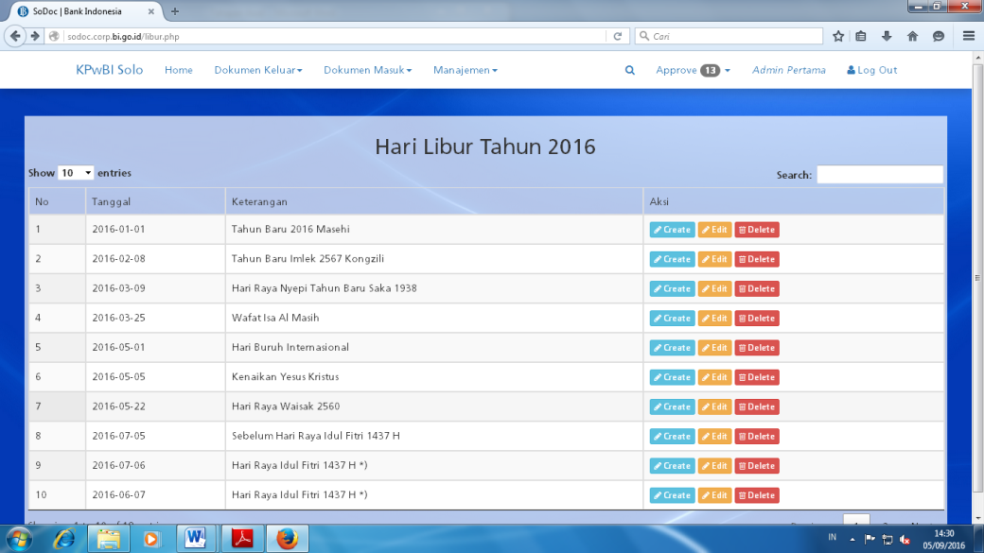 SoDoc | Bank Indonesia
sodoc.corp.bi.go.id/libur.php
Cari
KPwBI Solo Home Dokumen Keluar Dokumen Masuk Manajemen Approve 13 Admin Pertama Log Out
Hari Libur Tahun 2016
Show 10 entries Search:
No Tanggal Keterangan Aksi
1 2016-01-01 Tahun Baru 2016 Masehi Create Edit Delete
2 2016-02-08 Tahun Baru Imlek 2567 Kongzili Create Edit Delete
3 2016-03-09 Hari Raya Nyepi Tahun Baru Saka 1938 Create Edit Delete
4 2016-03-25 Wafat Isa Al Masih Create Edit Delete
5 2016-05-01 Hari Buruh Internasional Create Edit Delete
6 2016-05-05 Kenaikan Yesus Kristus Create Edit Delete
7 2016-05-22 Hari Raya Waisak 2560 Create Edit Delete
8 2016-07-05 Sebelum Hari Raya Idul Fitri 1437 H Create Edit Delete
9 2016-07-06 Hari Raya Idul Fitri 1437 H *) Create Edit Delete
10 2016-06-07 Hari Raya Idul Fitri 1437 H *) Create Edit Delete
IN 14:30
05/09/2016